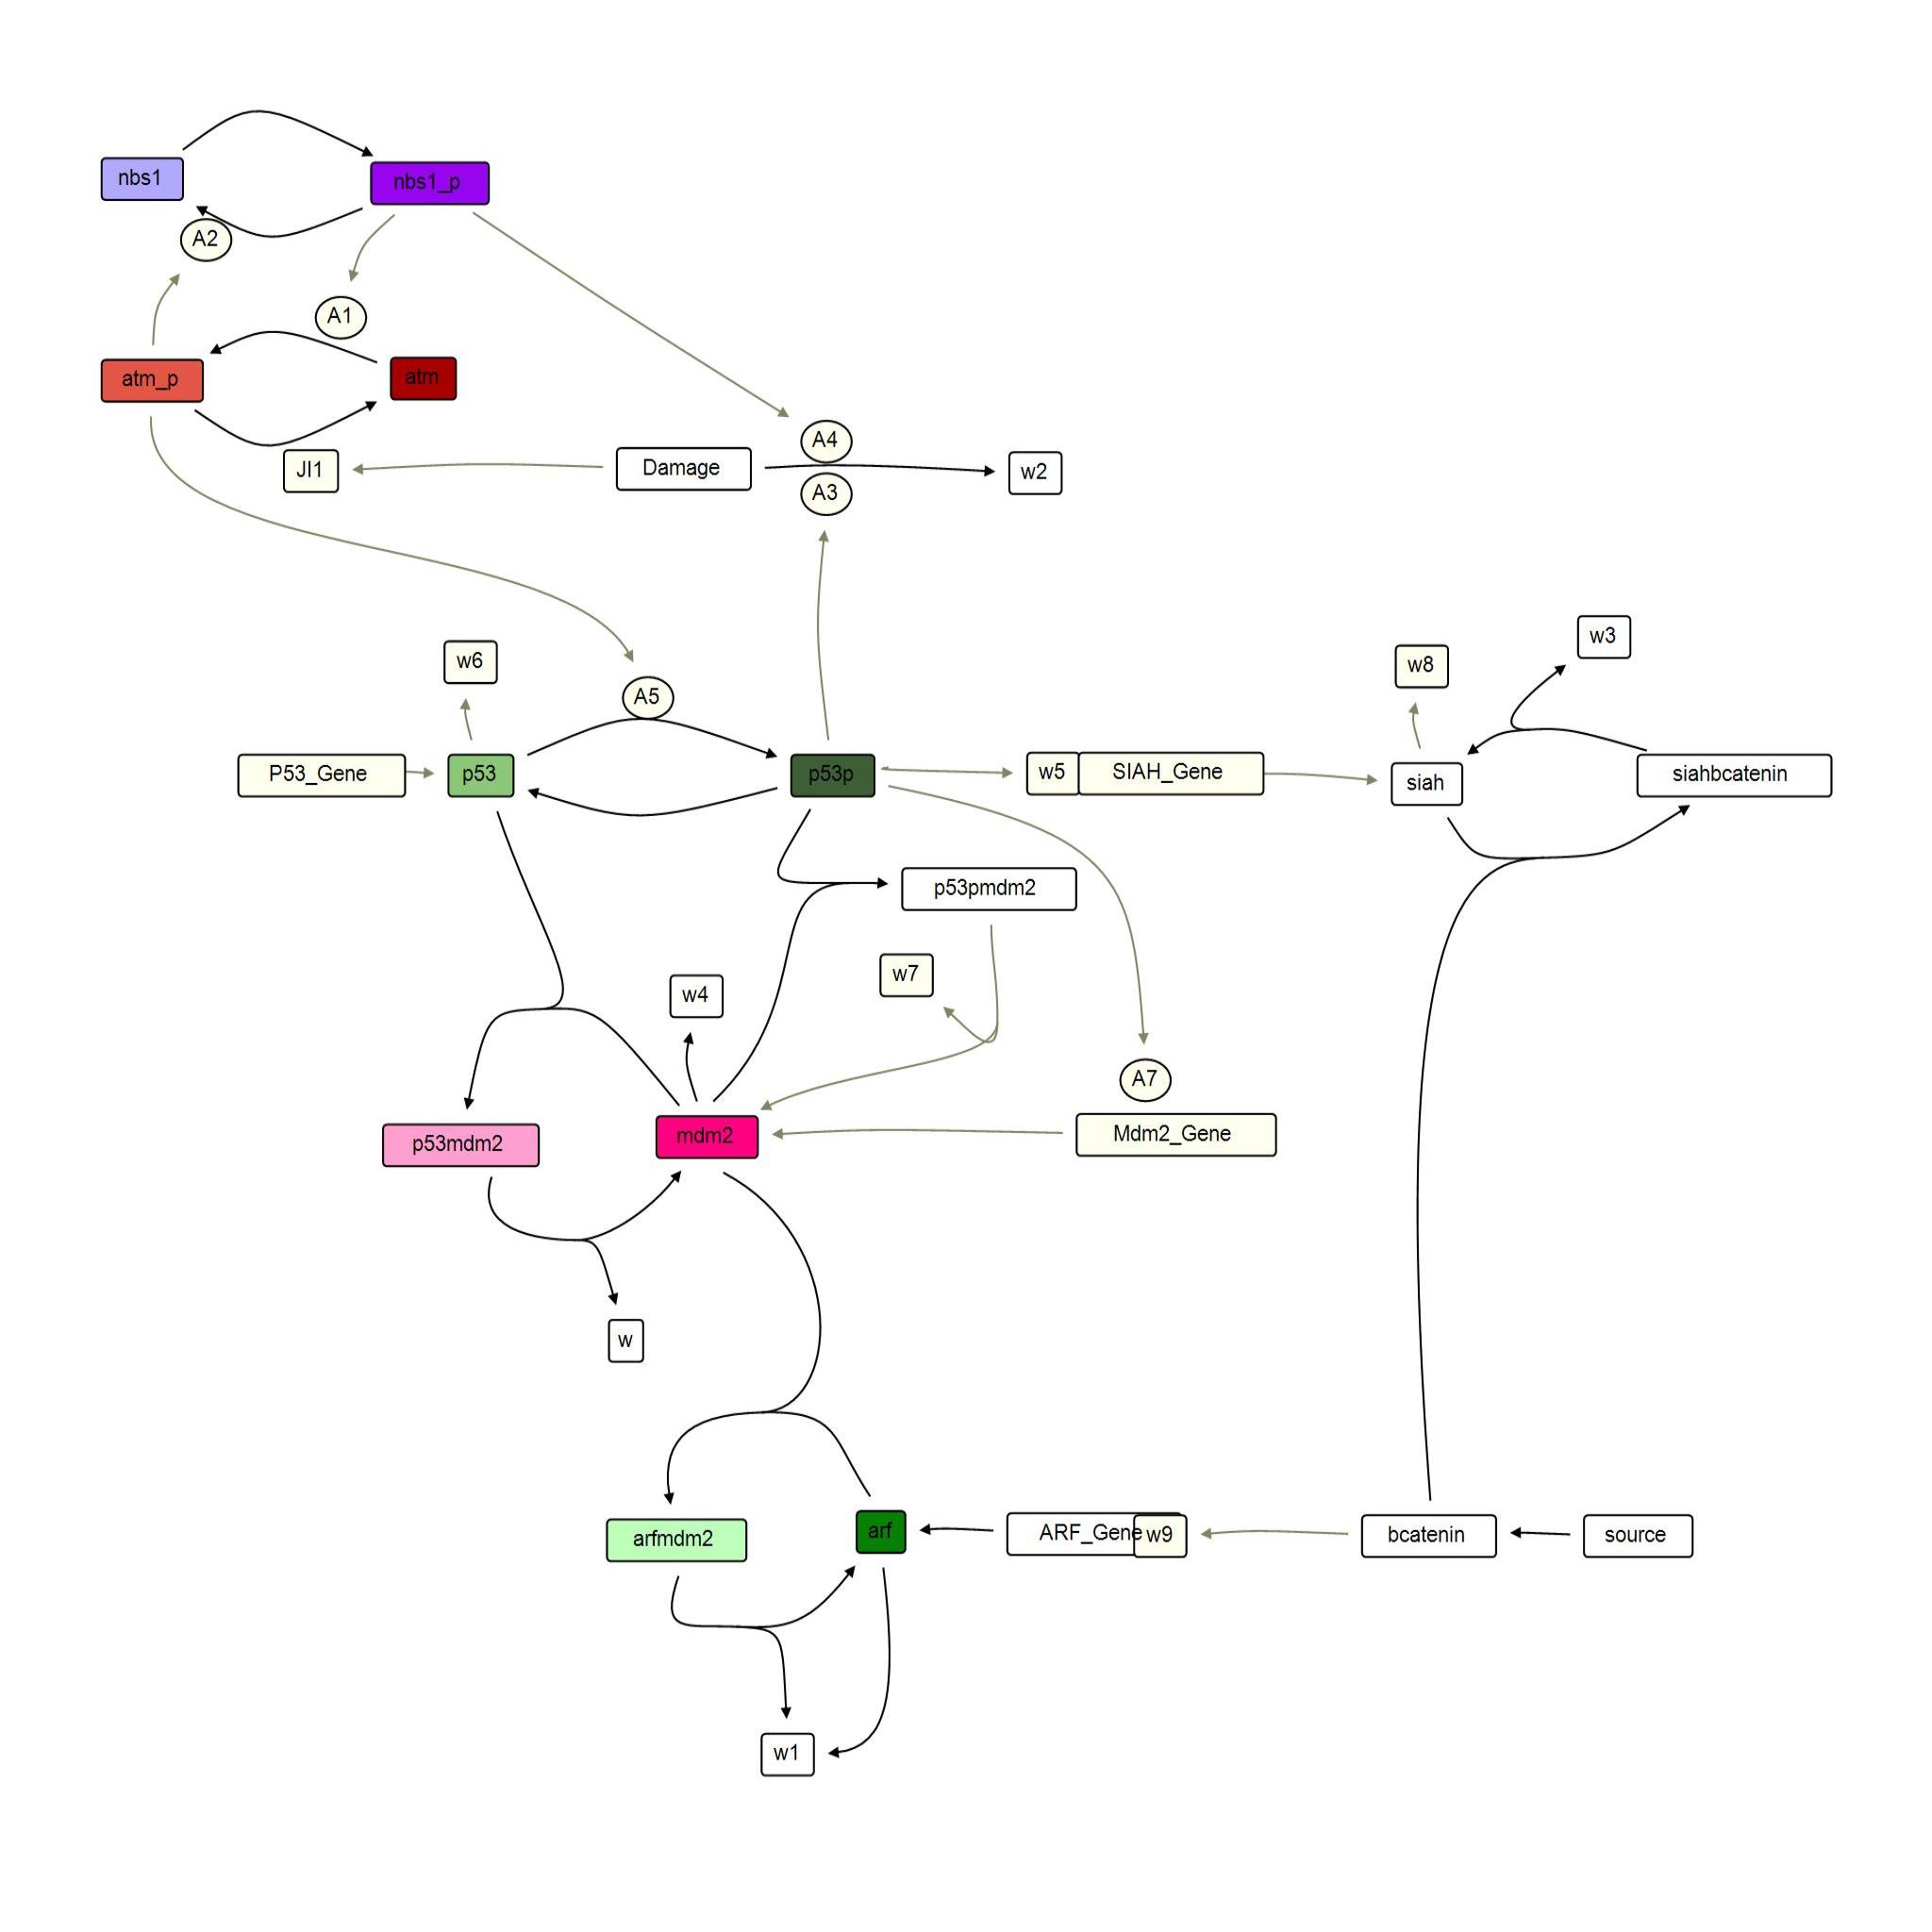 nbs1
nbs1_p
A2
A1
atm_p
atm
A4
JI1
Damage
w2
A3
w3
w6
w8
A5
P53_Gene
p53
p53p
w5
SIAH_Gene
siah
siahbcatenin
p53pmdm2
w7
w4
A7
p53mdm2
mdm2
Mdm2_Gene
w
arfmdm2
arf
ARF_Gene
w9
bcatenin
source
w1